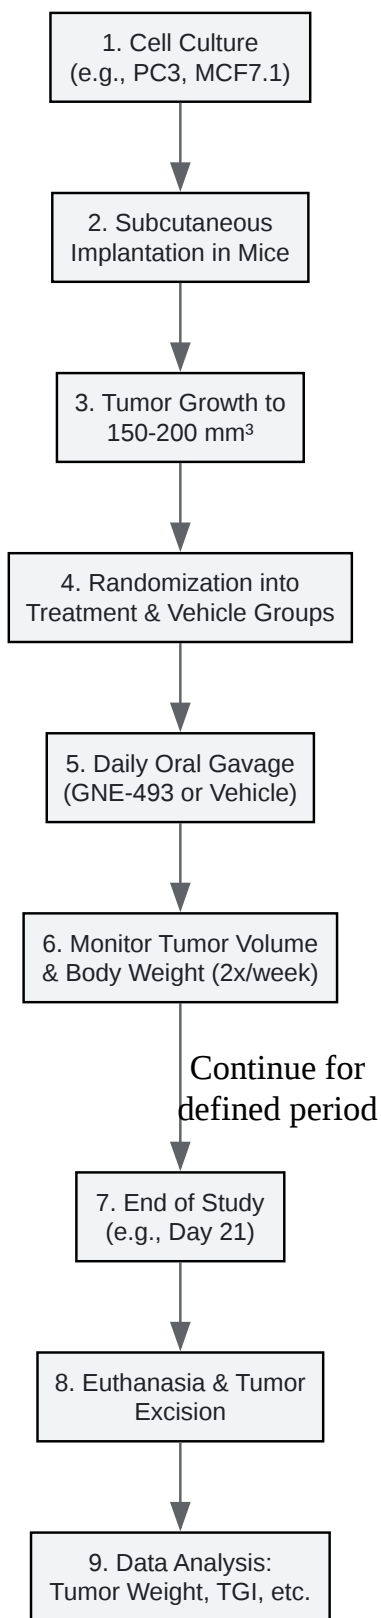 1. Cell Culture
(e.g., PC3, MCF7.1)
2. Subcutaneous
Implantation in Mice
3. Tumor Growth to
150-200 mm³
4. Randomization into
Treatment & Vehicle Groups
5. Daily Oral Gavage
(GNE-493 or Vehicle)
6. Monitor Tumor Volume
& Body Weight (2x/week)
Continue for
defined period
7. End of Study
(e.g., Day 21)
8. Euthanasia & Tumor
Excision
9. Data Analysis:
Tumor Weight, TGI, etc.